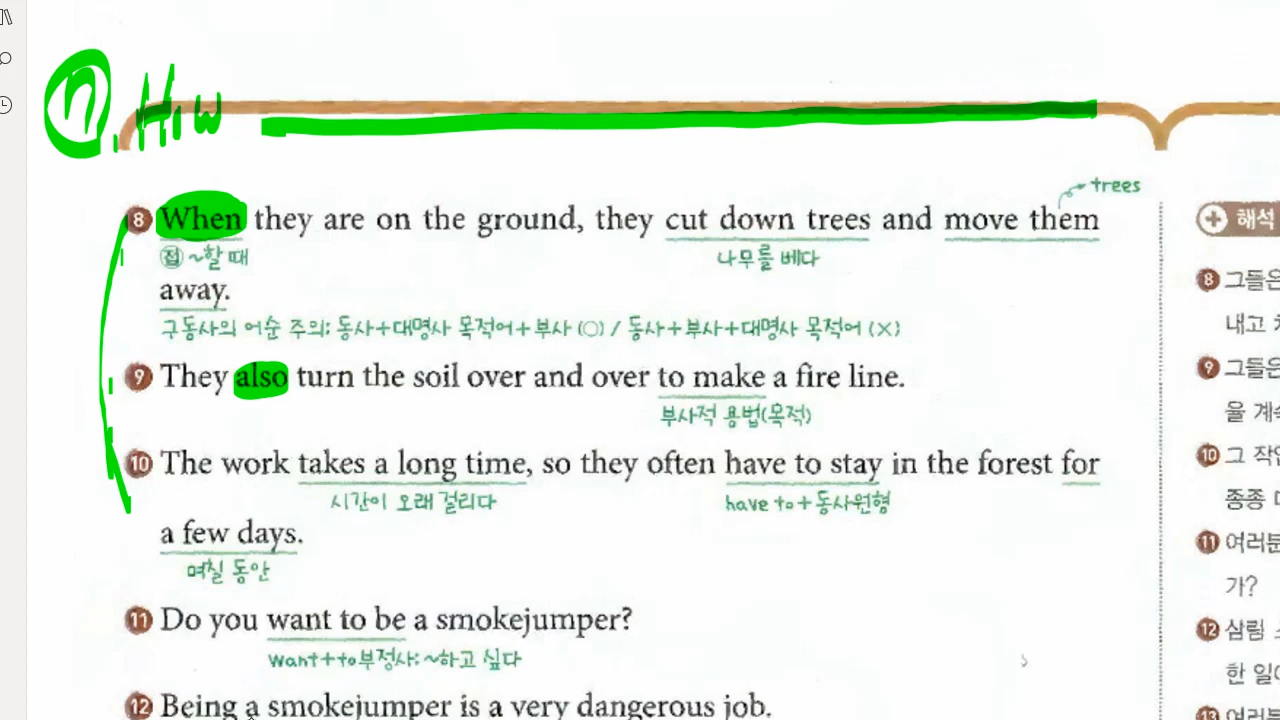 n. How
trees
8 When they are on the ground, they cut down trees and move them
접 ~할 때 나무를 베다
away.
구동사의 어순 주의: 동사+대명사 목적어+부사 (○) / 동사+부사+대명사 목적어 (×)
9 They also turn the soil over and over to make a fire line.
부사적 용법(목적)
10 The work takes a long time, so they often have to stay in the forest for
시간이 오래 걸리다 have to+동사원형
a few days.
며칠 동안
11 Do you want to be a smokejumper?
want+to부정사: ~하고 싶다
12 Being a smokejumper is a very dangerous job.
+ 해석
8 그들은
내고
9 그들은
을 계속
10 그 작업
종종
11 여러분
가?
12 삼림
한 일이
13 여러분